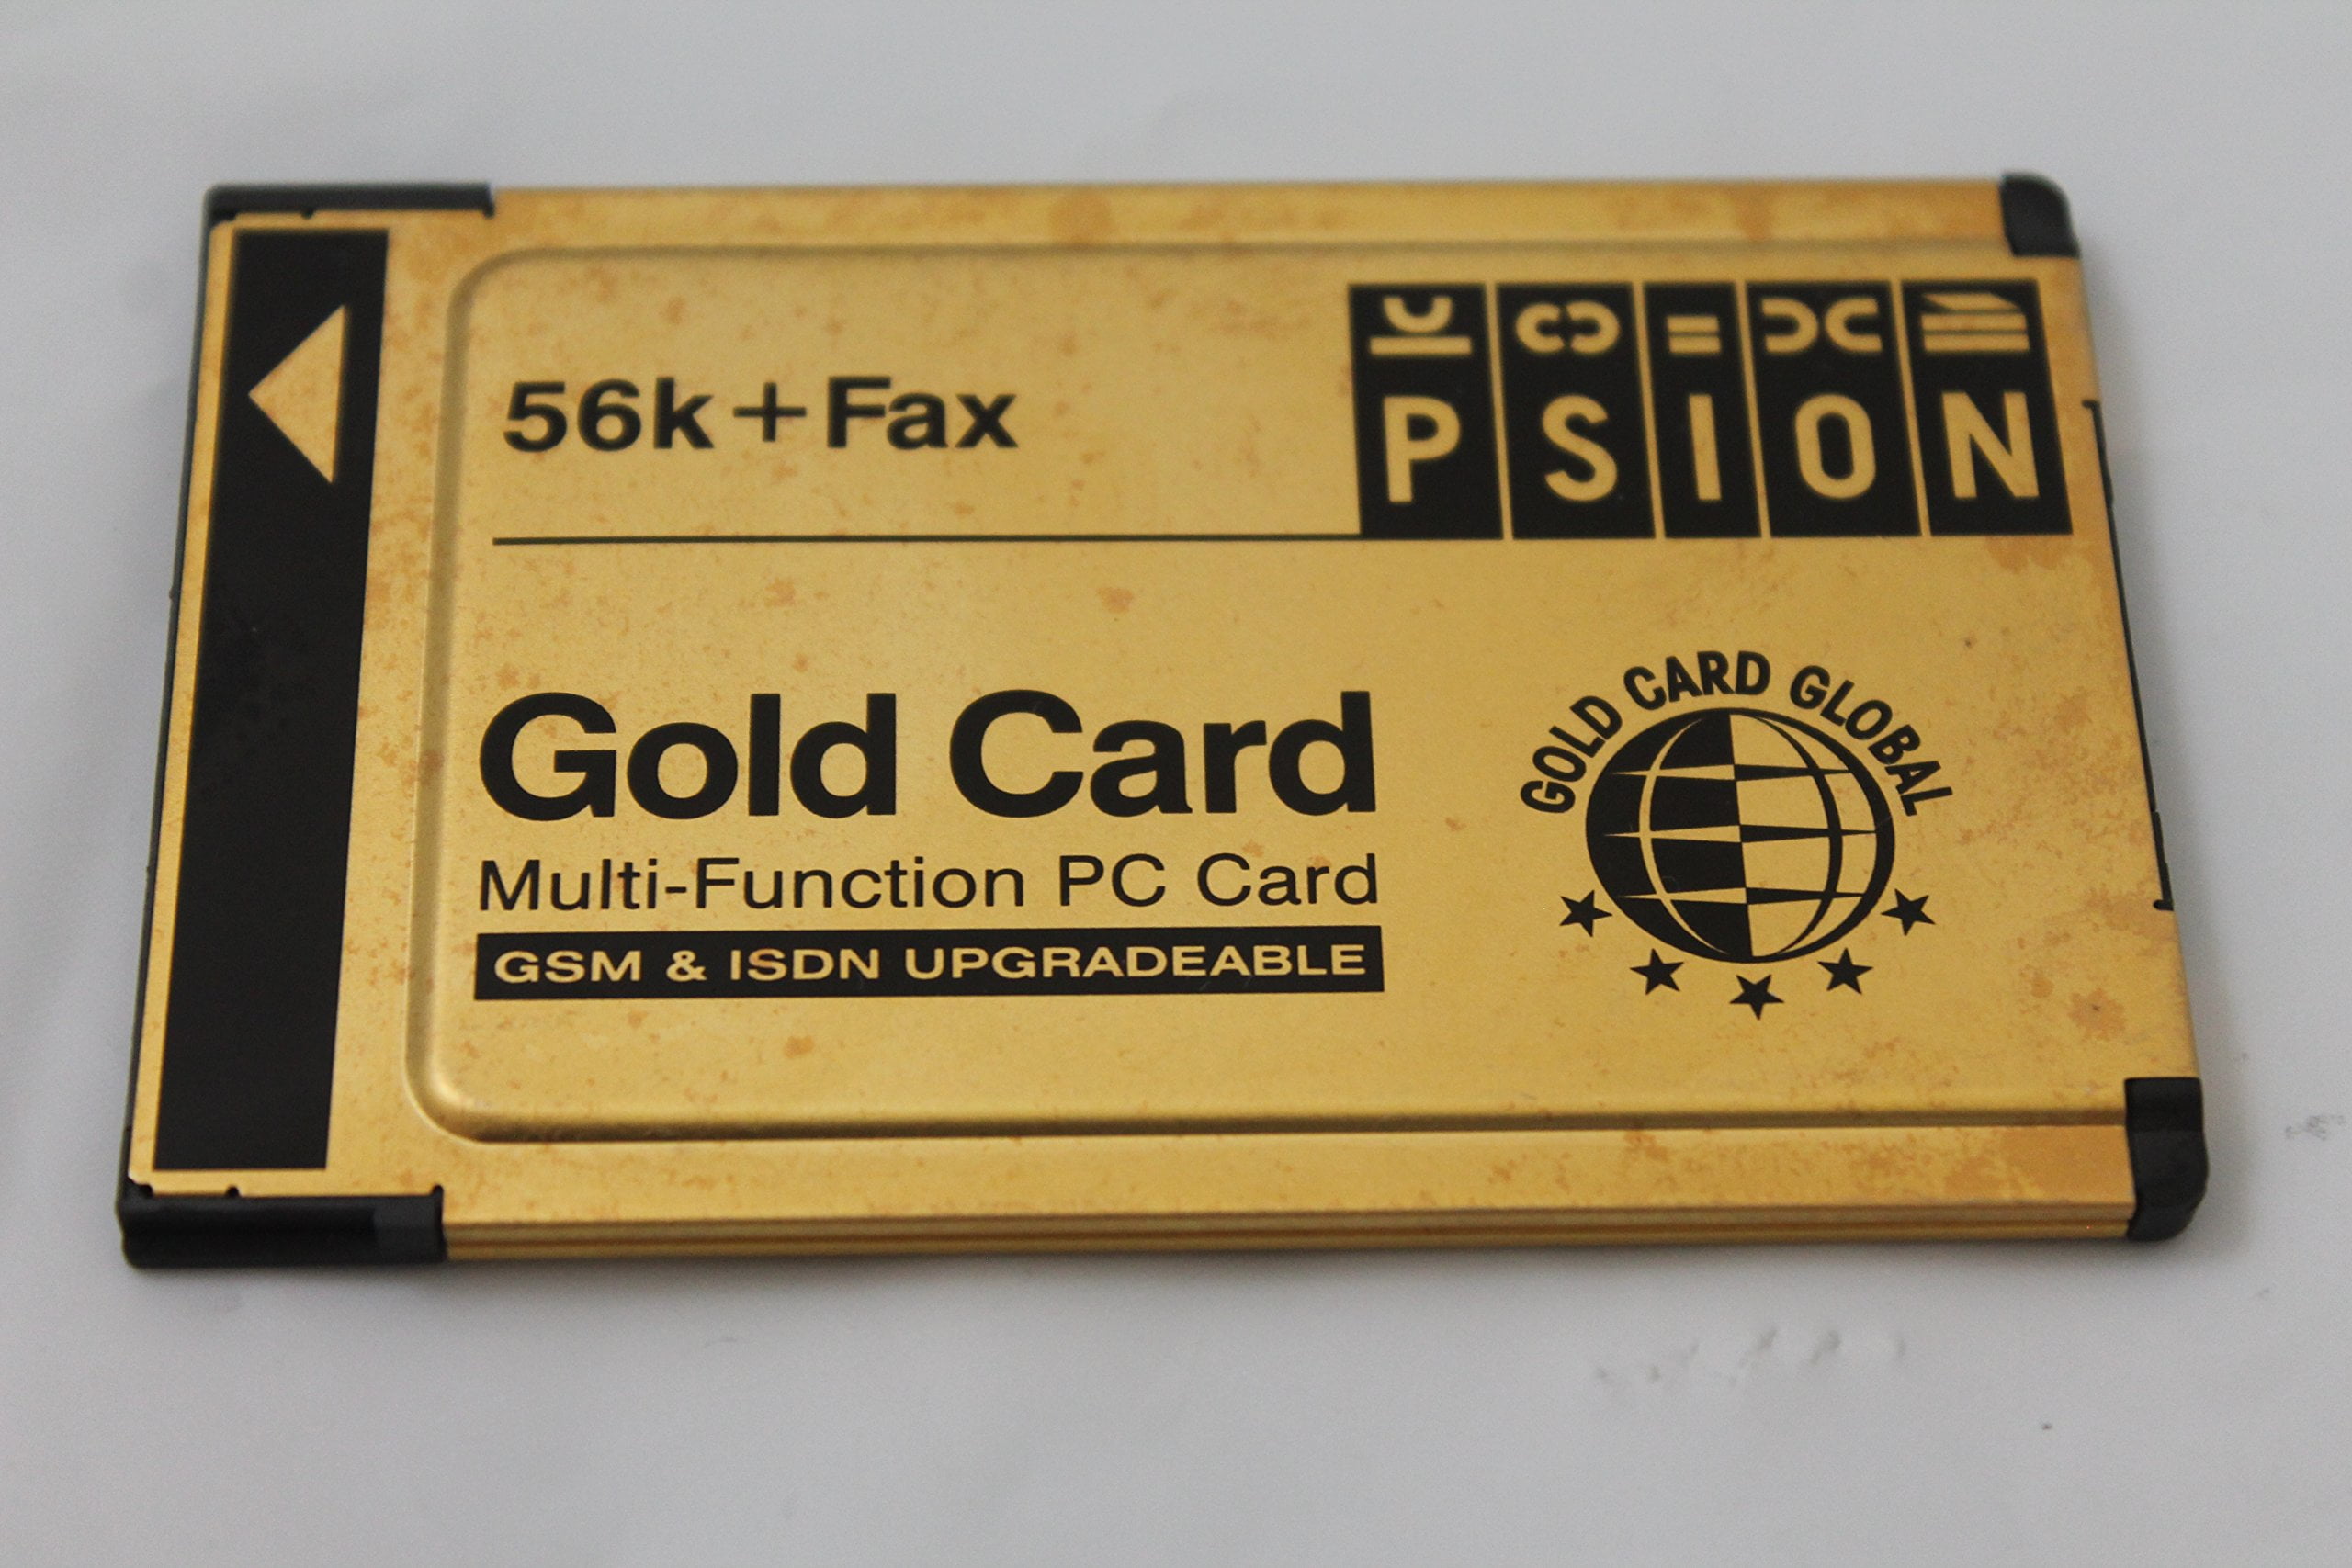 56k+Fax
PSION
Gold Card
Multi-Function PC Card
GSM & ISDN UPGRADEABLE
GOLD CARD GLOBAL